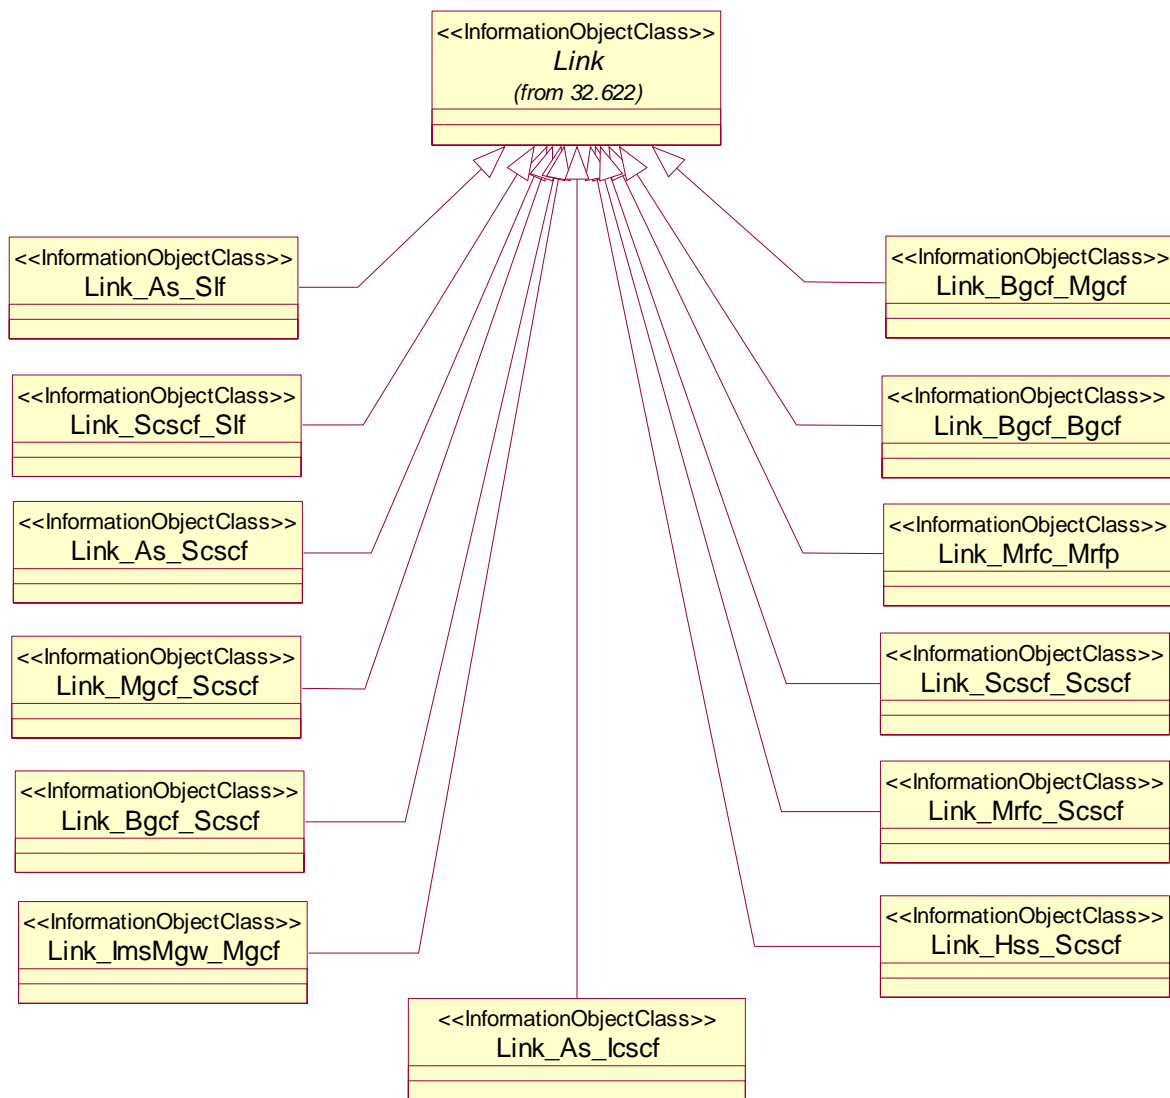 <<InformationObjectClass>>
Link
(from 32.622)
<<InformationObjectClass>>
Link_As_Slf
<<InformationObjectClass>>
Link_Bgcf_Mgcf
<<InformationObjectClass>>
Link_Scscf_Slf
<<InformationObjectClass>>
Link_Bgcf_Bgcf
<<InformationObjectClass>>
Link_As_Scscf
<<InformationObjectClass>>
Link_Mrfc_Mrfp
<<InformationObjectClass>>
Link_Mgcf_Scscf
<<InformationObjectClass>>
Link_Scscf_Scscf
<<InformationObjectClass>>
Link_Bgcf_Scscf
<<InformationObjectClass>>
Link_Mrfc_Scscf
<<InformationObjectClass>>
Link_ImsMgw_Mgcf
<<InformationObjectClass>>
Link_Hss_Scscf
<<InformationObjectClass>>
Link_As_Icscf